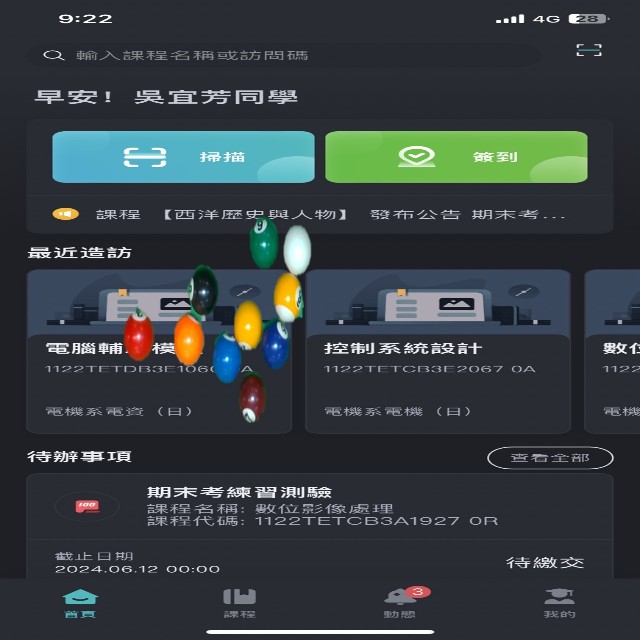 9:22
4G 28
輸入課程名稱或訪問碼
早安！吳宜芳同學
掃描
簽到
課程 【西洋歷史與人物】 發布公告 期末考...
最近造訪
電腦輔 模
控制系統設計
數位
1122TETDB3E106 0A
1122TETCB3E2067 0A
1122
電機系電資（日）
電機系電機（日）
電機
待辦事項
查看全部
100
期末考練習測驗
課程名稱: 數位影像處理
課程代碼: 1122TETCB3A1927 0R
截止日期
2024.06.12 00:00
待繳交
首頁
課程
3
動態
我的